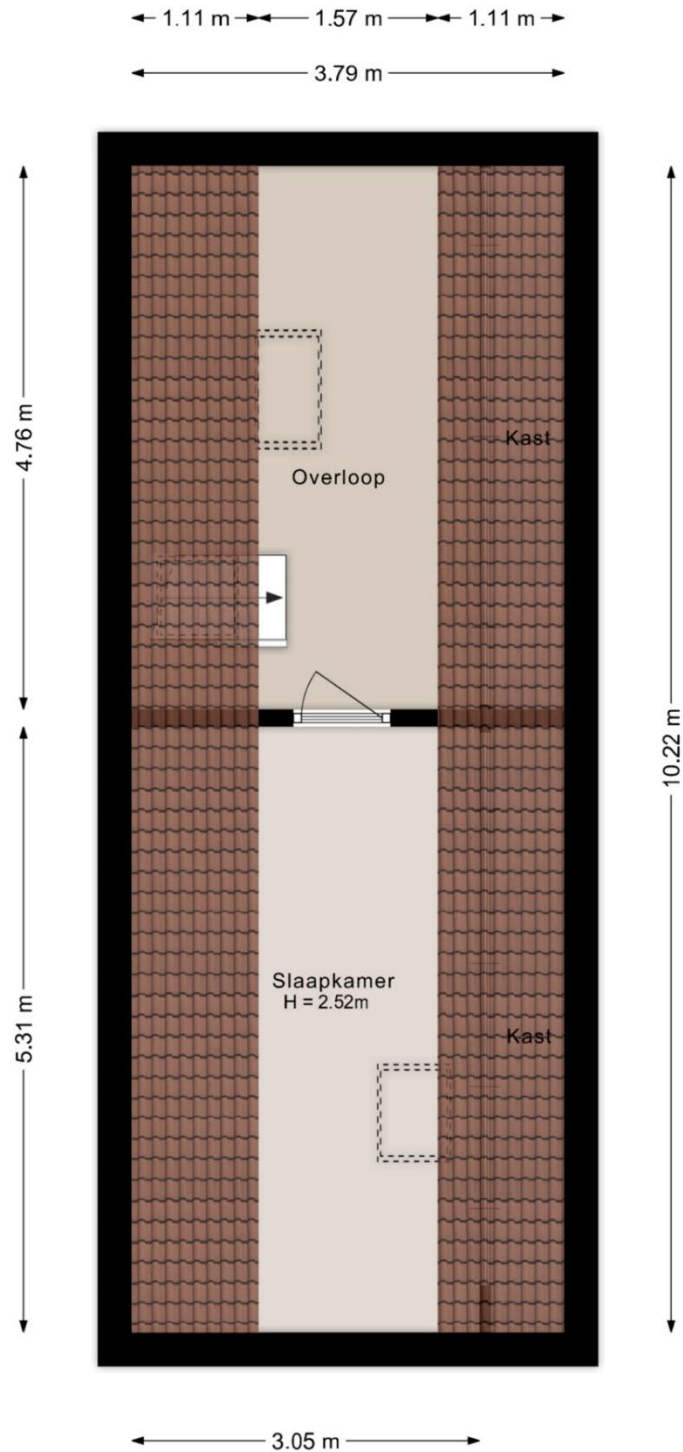 1.11 m 1.57 m 1.11 m
3.79 m
4.76 m
Kast
Overloop
10.22 m
Slaapkamer
H = 2.52m
5.31 m
Kast
3.05 m